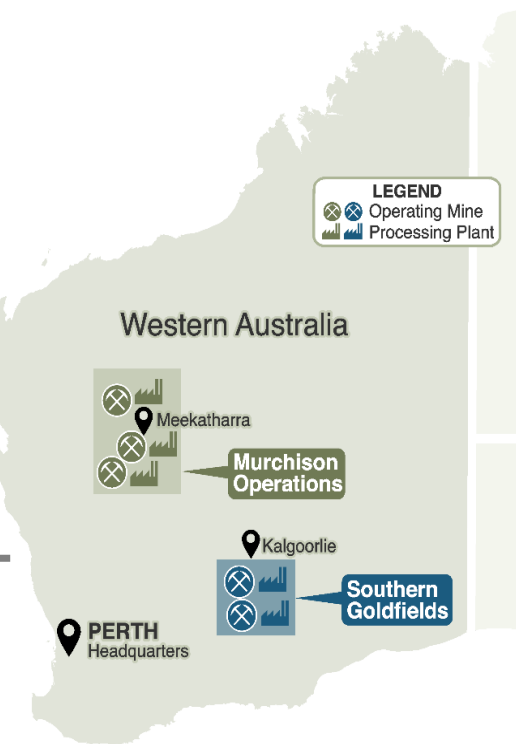 LEGEND
Operating Mine
Processing Plant
Western Australia
Meekatharra
Murchison
Operations
Kalgoorlie
Southern
Goldfields
PERTH
Headquarters